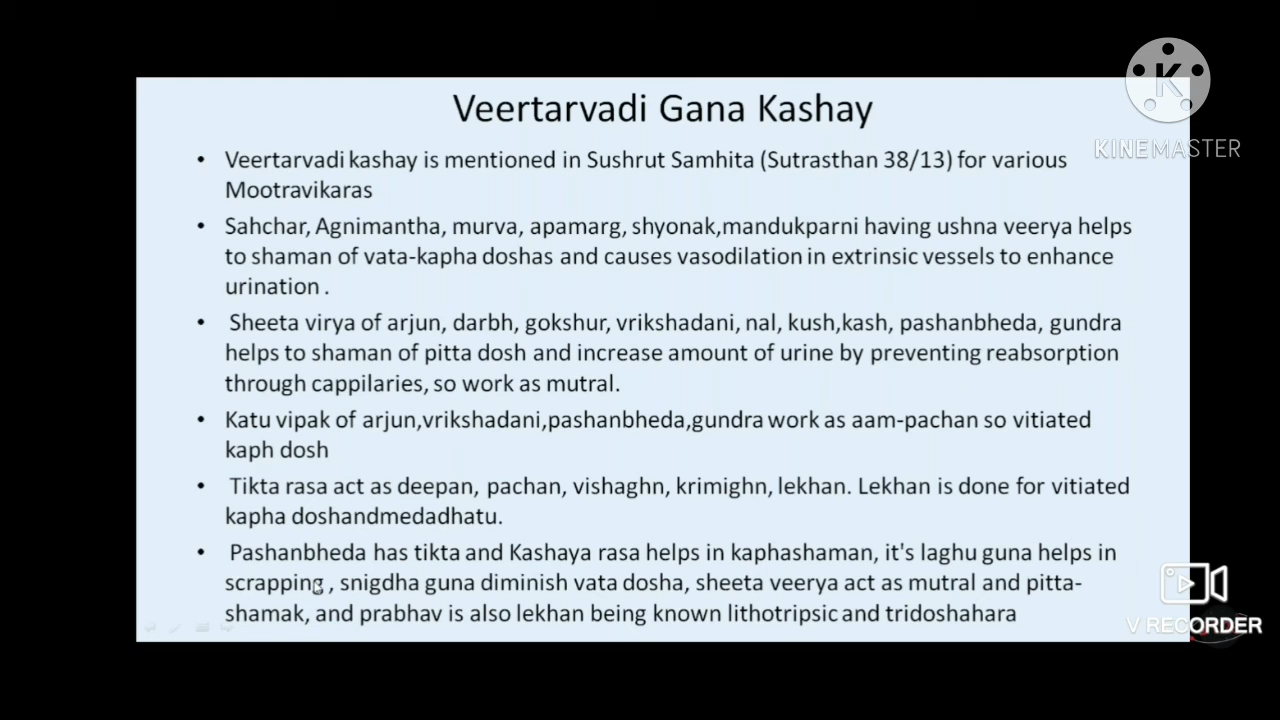 Veertarvadi Gana Kashay
KINEMASTER
• Veertarvadi kashay is mentioned in Sushrut Samhita (Sutrasthan 38/13) for various
Mootravikaras
• Sahchar, Agnimantha, murva, apamarg, shyonak,mandukparni having ushna veerya helps
to shaman of vata-kapha doshas and causes vasodilation in extrinsic vessels to enhance
urination .
• Sheeta virya of arjun, darbh, gokshur, vrikshadani, nal, kush,kash, pashanbheda, gundra
helps to shaman of pitta dosh and increase amount of urine by preventing reabsorption
through cappilaries, so work as mutral.
• Katu vipak of arjun,vrikshadani,pashanbheda,gundra work as aam-pachan so vitiated
kaph dosh
• Tikta rasa act as deepan, pachan, vishaghn, krimighn, lekhan. Lekhan is done for vitiated
kapha doshandmedadhatu.
• Pashanbheda has tikta and Kashaya rasa helps in kaphashaman, it's laghu guna helps in
scrapping , snigdha guna diminish vata dosha, sheeta veerya act as mutral and pitta-
shamak, and prabhav is also lekhan being known lithotripsic and tridoshahara
V RECORDER